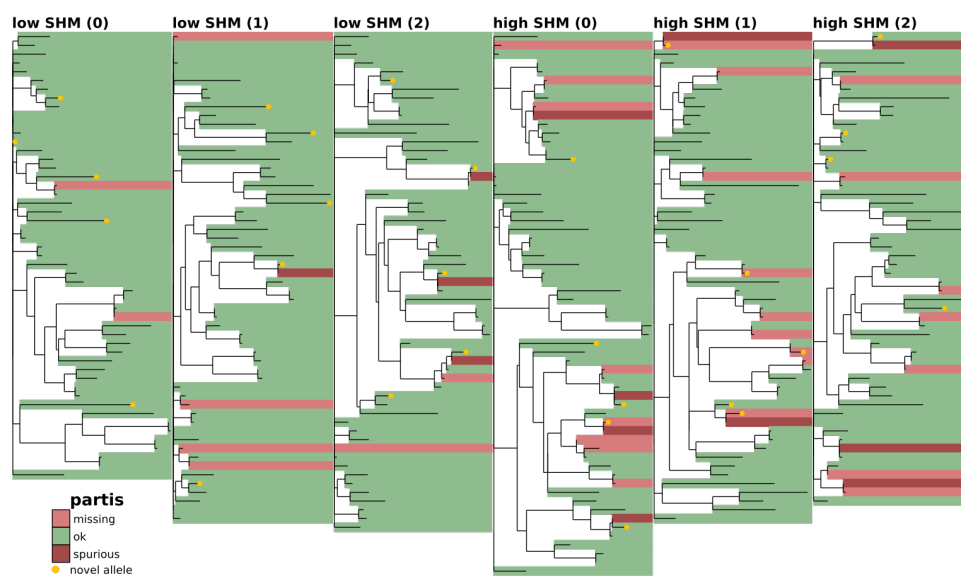 low SHM (0)
low SHM (1)
low SHM (2)
high SHM (0)
high SHM (1)
high SHM (2)
partis
missing
ok
spurious
novel allele